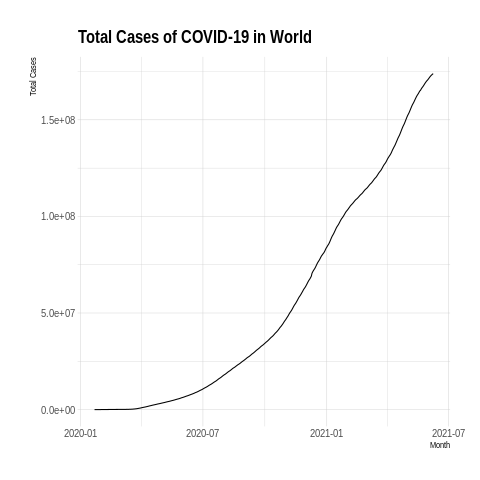 Total Cases of COVID-19 in World
Total Cases
1.5e+08
1.0e+08
5.0e+07
0.0e+00
2020-01 2020-07 2021-01 2021-07
Month